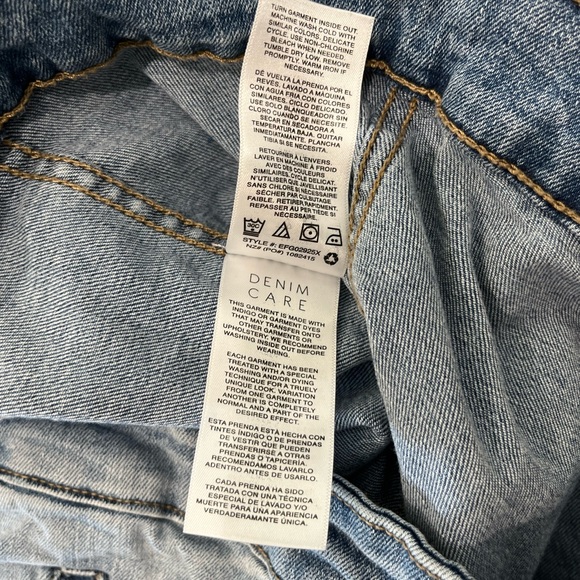 TURN GARMENT INSIDE OUT.
MACHINE WASH COLD WITH
SIMILAR COLORS. DELICATE
CYCLE. USE NON-CHLORINE
BLEACH WHEN NEEDED.
TUMBLE DRY LOW. REMOVE
PROMPTLY. WARM IRON IF
NECESSARY.
DÉ VUELTA LA PRENDA POR EL
REVES. LAVADO A MÁQUINA
CON AGUA FRIA CON COLORES
SIMILARES. CICLO DELICADO
USE SOLO BLANQUEADOR SIN
CLORO CUANDO SE NECESITE.
SECAR EN SECADORA A
TEMPERATURA BAJA. QUITAR
INMEDIATAMENTE. PLANCHA
TIBIA SI SE NECESITA.
RETOURNER À L'ENVERS.
LAVER EN MACHINE À FROID
AVEC DES COULEURS
SIMILAIRES. CYCLE DELICAT.
N'UTILISER QUE JAVELLISANT
SANS CHLORE SI NÉCESSAIRE.
SÉCHER PAR CULBUTAGE
FAIBLE. RETIRER RAPIDEMENT.
REPASSER AU FER TIÈDE SI
NÉCESSAIRE.
30C
STYLE #: EFG02925X
NZ# (PO#) 1082415
DENIM
CARE
THIS GARMENT IS MADE WITH
INDIGO OR GARMENT DYES
THAT MAY TRANSFER ONTO
OTHER GARMENTS OR
UPHOLSTERY. WE RECOMMEND
WASHING INSIDE OUT BEFORE
WEARING.
EACH GARMENT HAS BEEN
TREATED WITH A SPECIAL
WASHING AND/OR DYING
TECHNIQUE FOR A TRUELY
UNIQUE LOOK. VARIATION
FROM ONE GARMENT TO
ANOTHER IS COMPLETELY
NORMAL AND A PART OF THE
DESIRED EFFECT.
ESTA PRENDA ESTÁ HECHA CON
TINTES ÍNDIGO O DE PRENDAS
DE VESTIR QUE PUEDEN
TRANSFERIRSE A OTRAS
PRENDAS O TAPICERÍA.
RECOMENDAMOS LAVARLO
ADENTRO ANTES DE USARLO.
CADA PRENDA HA SIDO
TRATADA CON UNA TÉCNICA
ESPECIAL DE LAVADO Y/O
MUERTE PARA UNA APARIENCIA
VERDADERAMENTE ÚNICA.